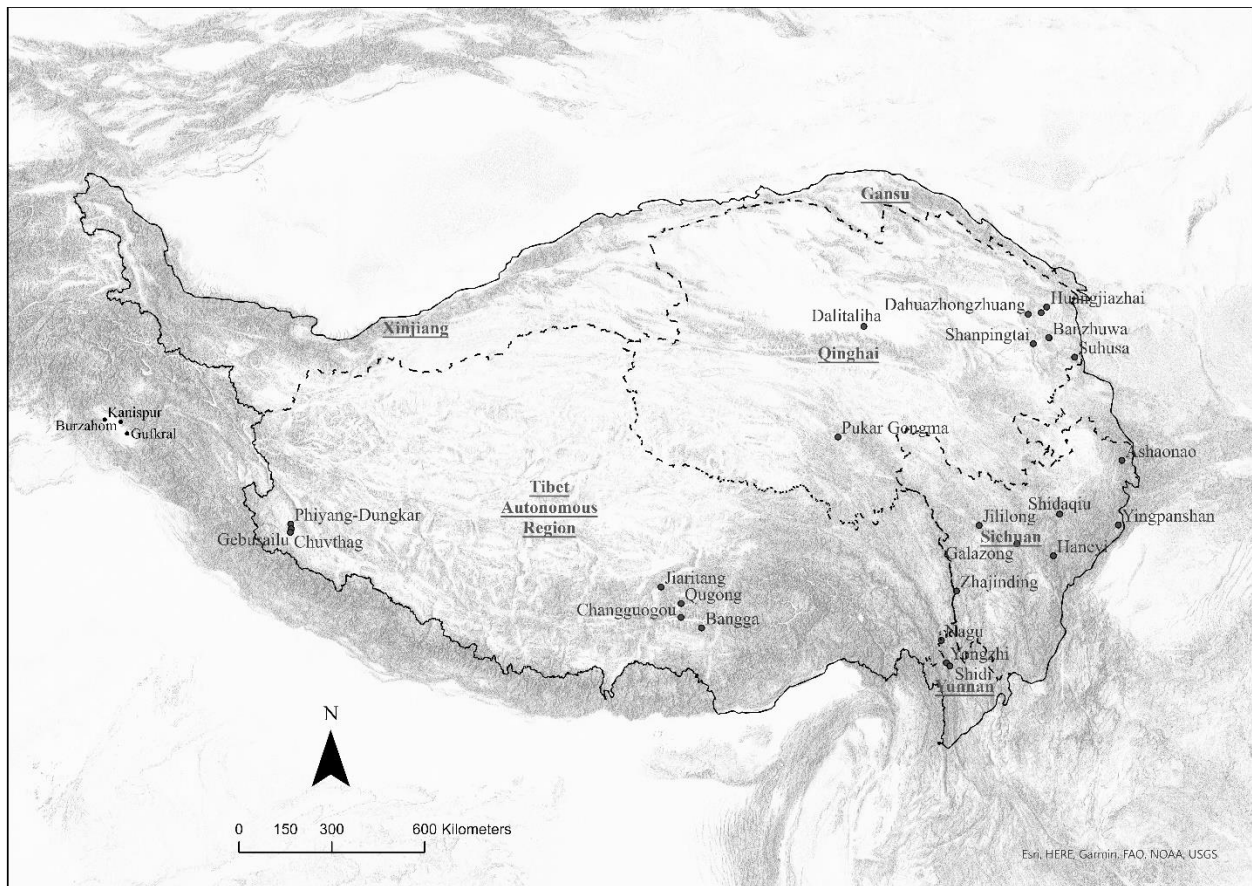 Gansu
Huangjiazhai
Dahuazhongzhuang
Dalitaliha
Banzhuwa
Xinjiang
Shanpingtai
Suhusa
Qinghai
Kanispur
Burzahom
Gufkral
Pukar Gongma
Ashaonao
Tibet
Autonomous
Region
Phiyang-Dungkar
Gebusailu
Chuvthag
Shidaqiu
Jililong
Yingpanshan
Sichuan
Galazong
Haneyi
Zhajinding
Jiaritang
Qugong
Changguogou
Bangga
Nagu
Yongzhi
Shidi
Yunnan
N
0 150 300 600 Kilometers
Esri, HERE, Garmin, FAO, NOAA, USGS